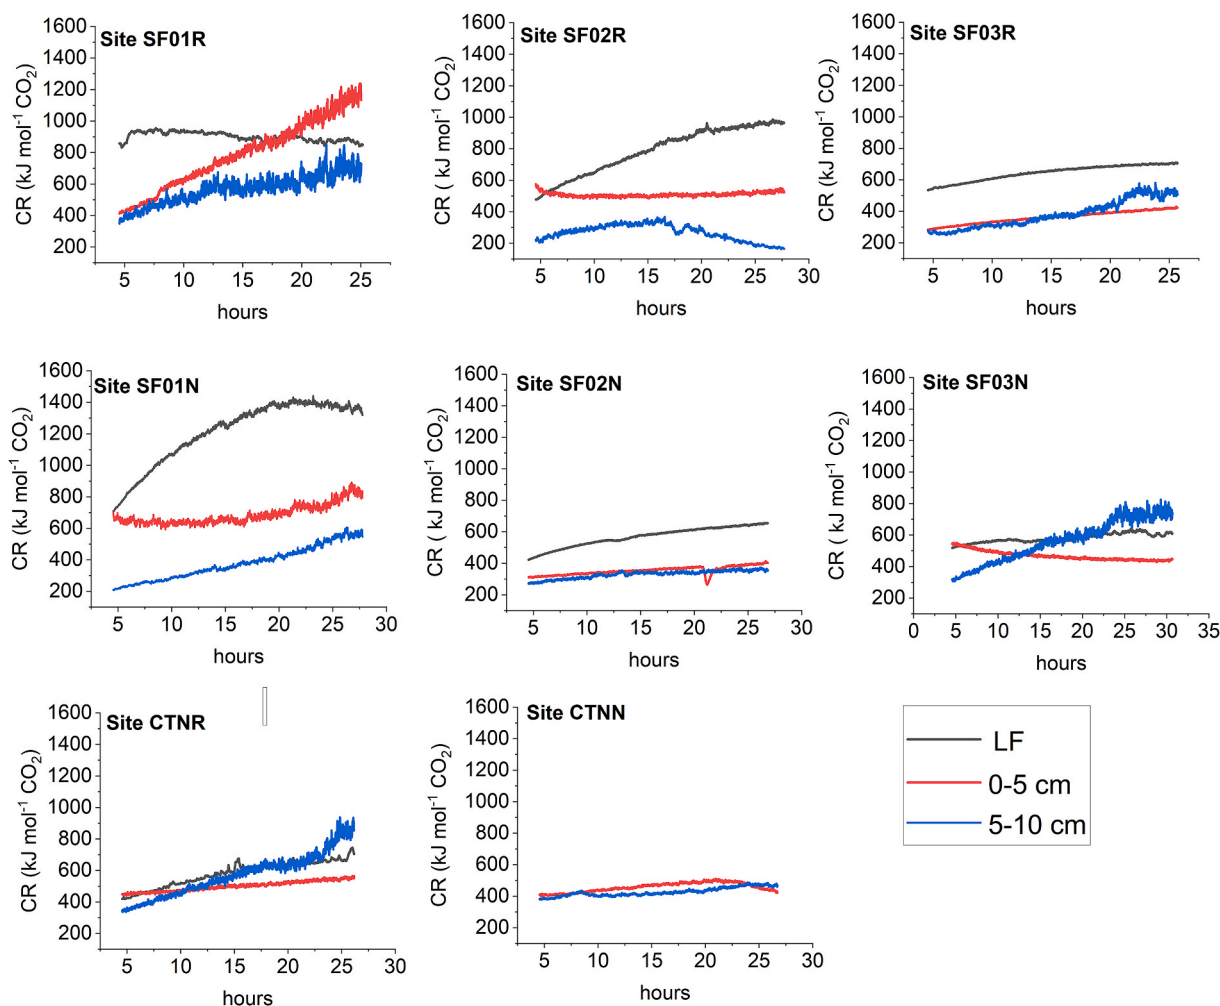 Site SF01R
CR (kJ mol⁻¹ CO₂)
1600
1400
1200
1000
800
600
400
200
5 10 15 20 25
hours
Site SF02R
CR ( kJ mol⁻¹ CO₂)
1600
1400
1200
1000
800
600
400
200
5 10 15 20 25 30
hours
Site SF03R
CR (kJ mol⁻¹ CO₂)
1600
1400
1200
1000
800
600
400
200
5 10 15 20 25
hours
Site SF01N
CR (kJ mol⁻¹ CO₂)
1600
1400
1200
1000
800
600
400
200
5 10 15 20 25 30
hours
Site SF02N
CR (kJ mol⁻¹ CO₂)
1600
1400
1200
1000
800
600
400
200
5 10 15 20 25 30
hours
Site SF03N
CR ( kJ mol⁻¹ CO₂)
1600
1400
1200
1000
800
600
400
200
0 5 10 15 20 25 30 35
hours
Site CTNR
CR (kJ mol⁻¹ CO₂)
1600
1400
1200
1000
800
600
400
200
5 10 15 20 25 30
hours
Site CTNN
CR (kJ mol⁻¹ CO₂)
1600
1400
1200
1000
800
600
400
200
5 10 15 20 25 30
hours
LF
0-5 cm
5-10 cm